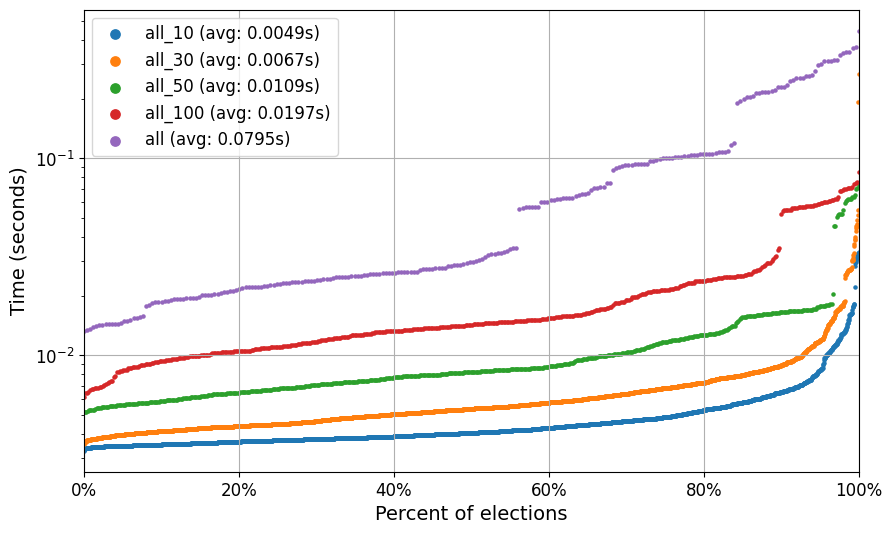 all_10 (avg: 0.0049s)
all_30 (avg: 0.0067s)
all_50 (avg: 0.0109s)
all_100 (avg: 0.0197s)
all (avg: 0.0795s)
Time (seconds)
10⁻¹
10⁻²
0% 20% 40% 60% 80% 100%
Percent of elections